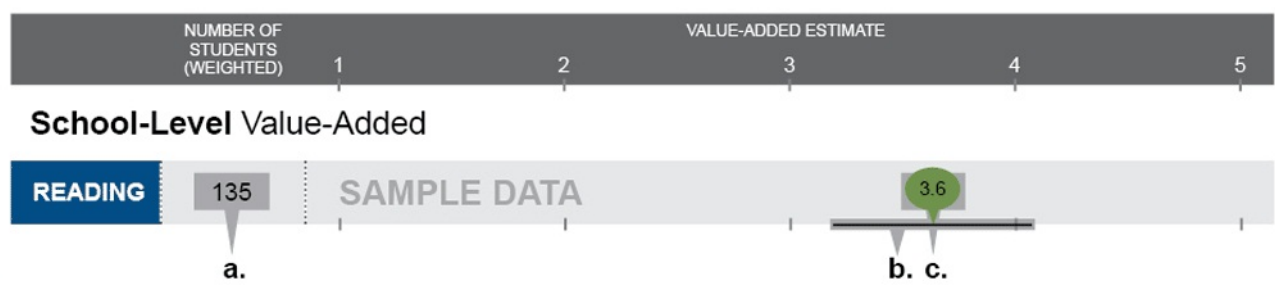 NUMBER OF
STUDENTS
(WEIGHTED)
VALUE-ADDED ESTIMATE
1 2 3 4 5
School-Level Value-Added
READING 135 SAMPLE DATA 3.6
a. b. c.